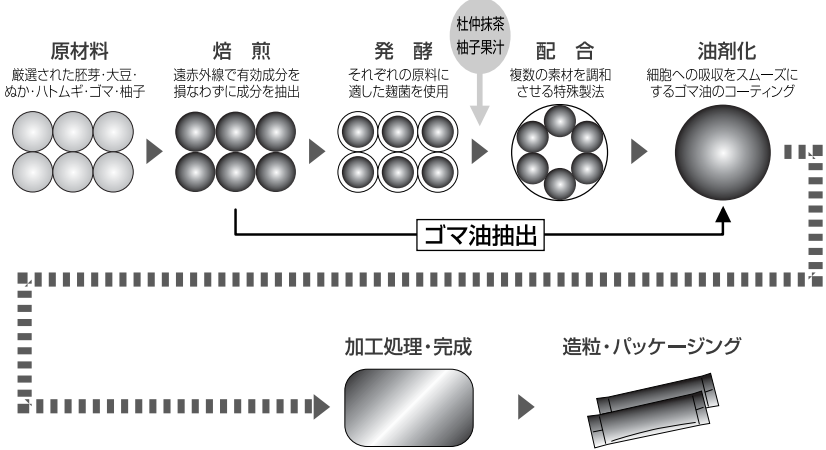 原材料
厳選された胚芽・大豆・
ぬか・ハトムギ・ゴマ・柚子
焙 煎
遠赤外線で有効成分を
損なわずに成分を抽出
発 酵
それぞれの原料に
適した麹菌を使用
杜仲抹茶
柚子果汁
配 合
複数の素材を調和
させる特殊製法
油剤化
細胞への吸収をスムーズに
するゴマ油のコーティング
ゴマ油抽出
加工処理・完成
造粒・パッケージング